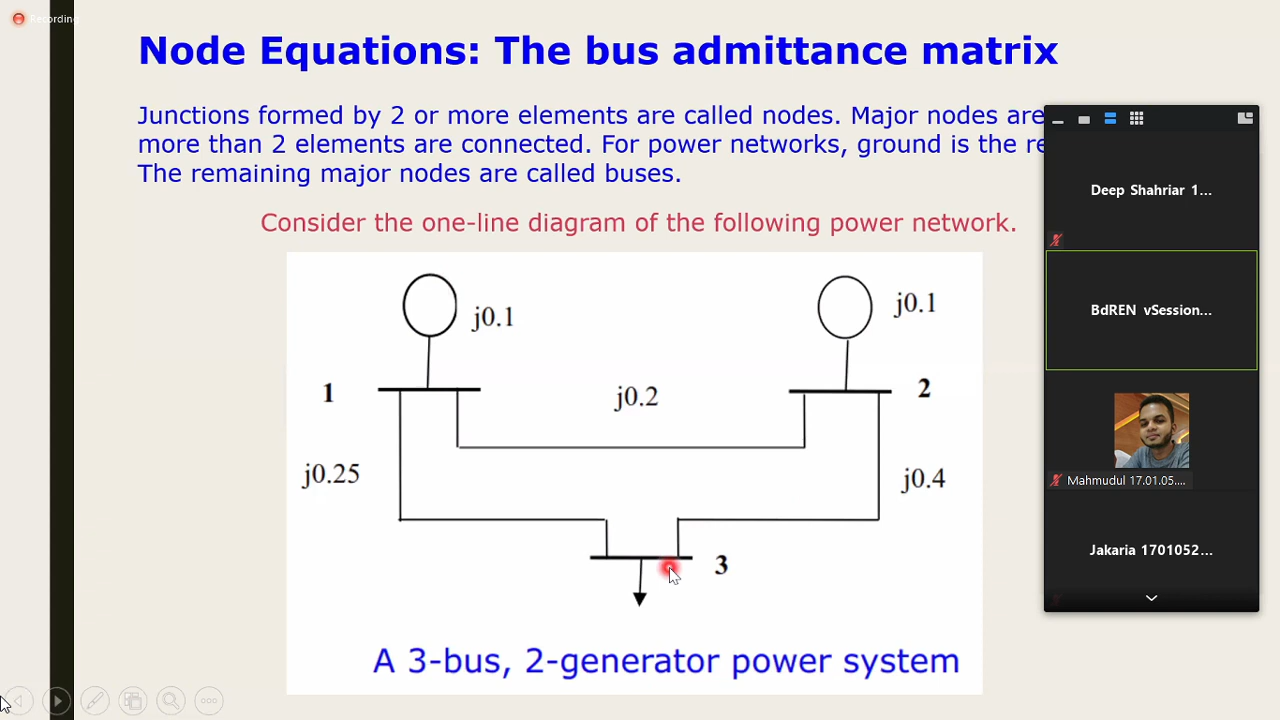 Recording
Node Equations: The bus admittance matrix
Junctions formed by 2 or more elements are called nodes. Major nodes are
more than 2 elements are connected. For power networks, ground is the re
The remaining major nodes are called buses.
Consider the one-line diagram of the following power network.
j0.1
j0.1
1
j0.2
2
j0.25
j0.4
3
A 3-bus, 2-generator power system
Deep Shahriar 1...
BdREN vSession...
Mahmudul 17.01.05....
Jakaria 1701052...